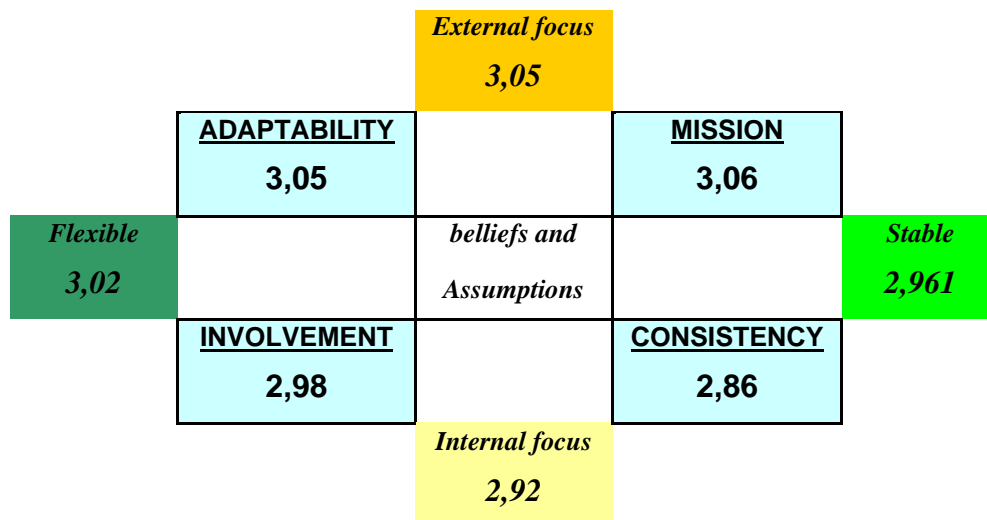 External focus
3,05
ADAPTABILITY
3,05
MISSION
3,06
Flexible
3,02
belliefs and
Assumptions
Stable
2,961
INVOLVEMENT
2,98
CONSISTENCY
2,86
Internal focus
2,92